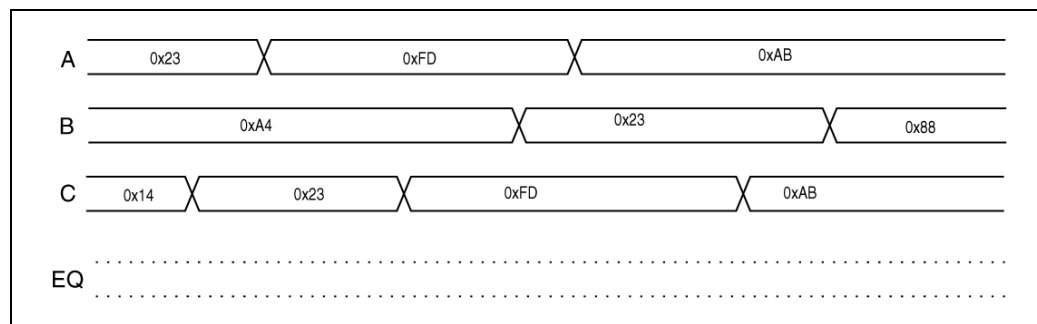 A 0x23 0xFD 0xAB
B 0xA4 0x23 0x88
C 0x14 0x23 0xFD 0xAB
EQ